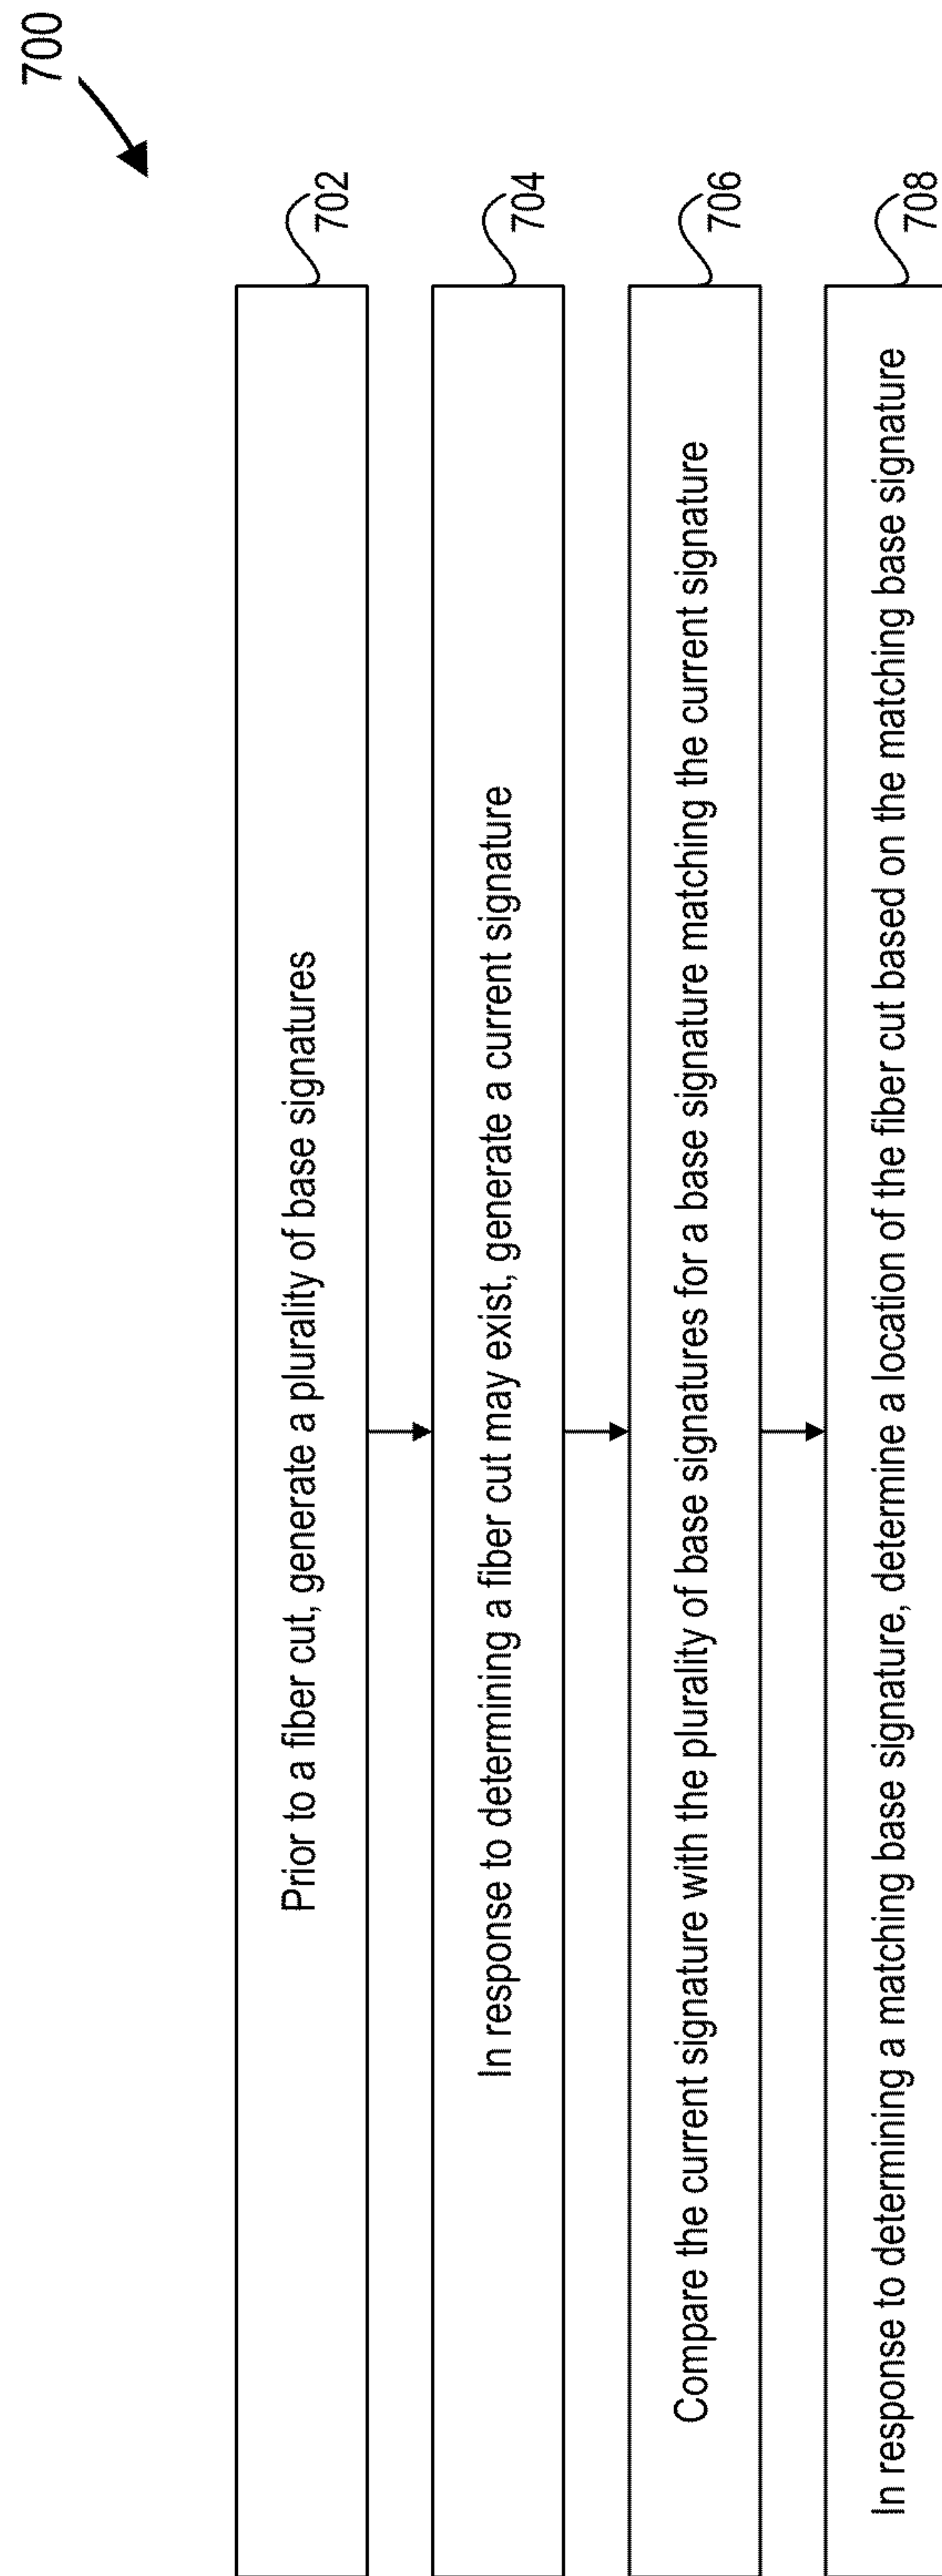 700
Prior to a fiber cut, generate a plurality of base signatures
702
In response to determining a fiber cut may exist, generate a current signature
704
Compare the current signature with the plurality of base signatures for a base signature matching the current signature
706
In response to determining a matching base signature, determine a location of the fiber cut based on the matching base signature
708